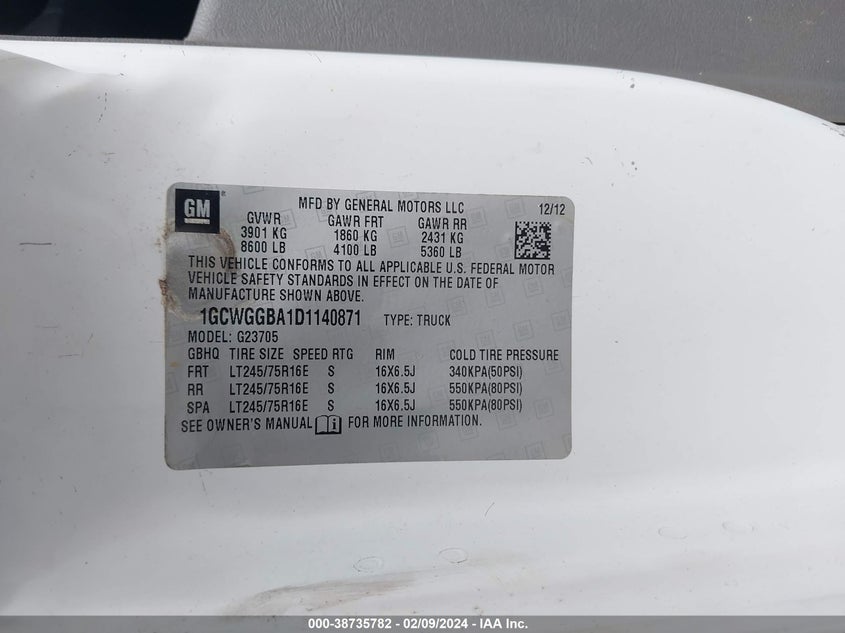 GM
®
MFD BY GENERAL MOTORS LLC
12/12
GVWR GAWR FRT GAWR RR
3901 KG 1860 KG 2431 KG
8600 LB 4100 LB 5360 LB
THIS VEHICLE CONFORMS TO ALL APPLICABLE U.S. FEDERAL MOTOR
VEHICLE SAFETY STANDARDS IN EFFECT ON THE DATE OF
MANUFACTURE SHOWN ABOVE.
1GCWGGBA1D1140871 TYPE: TRUCK
MODEL: G23705
GBHQ TIRE SIZE SPEED RTG RIM COLD TIRE PRESSURE
FRT LT245/75R16E S 16X6.5J 340KPA(50PSI)
RR LT245/75R16E S 16X6.5J 550KPA(80PSI)
SPA LT245/75R16E S 16X6.5J 550KPA(80PSI)
SEE OWNER'S MANUAL FOR MORE INFORMATION.
000-38735782 - 02/09/2024 - IAA Inc.